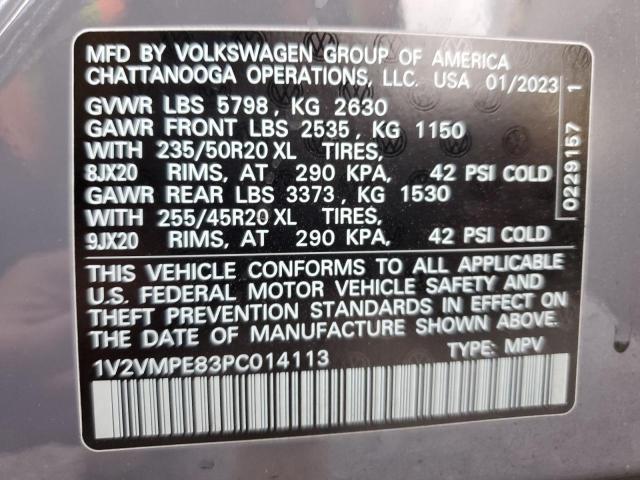 MFD BY VOLKSWAGEN GROUP OF AMERICA
CHATTANOOGA OPERATIONS, LLC. USA 01/2023
GVWR LBS 5798, KG 2630
GAWR FRONT LBS 2535, KG 1150
WITH 235/50R20 XL TIRES,
8JX20 RIMS, AT 290 KPA, 42 PSI COLD
GAWR REAR LBS 3373, KG 1530
WITH 255/45R20 XL TIRES,
9JX20 RIMS, AT 290 KPA, 42 PSI COLD
THIS VEHICLE CONFORMS TO ALL APPLICABLE
U.S. FEDERAL MOTOR VEHICLE SAFETY AND
THEFT PREVENTION STANDARDS IN EFFECT ON
THE DATE OF MANUFACTURE SHOWN ABOVE.
1V2VMPE83PC014113 TYPE: MPV
0229157 1